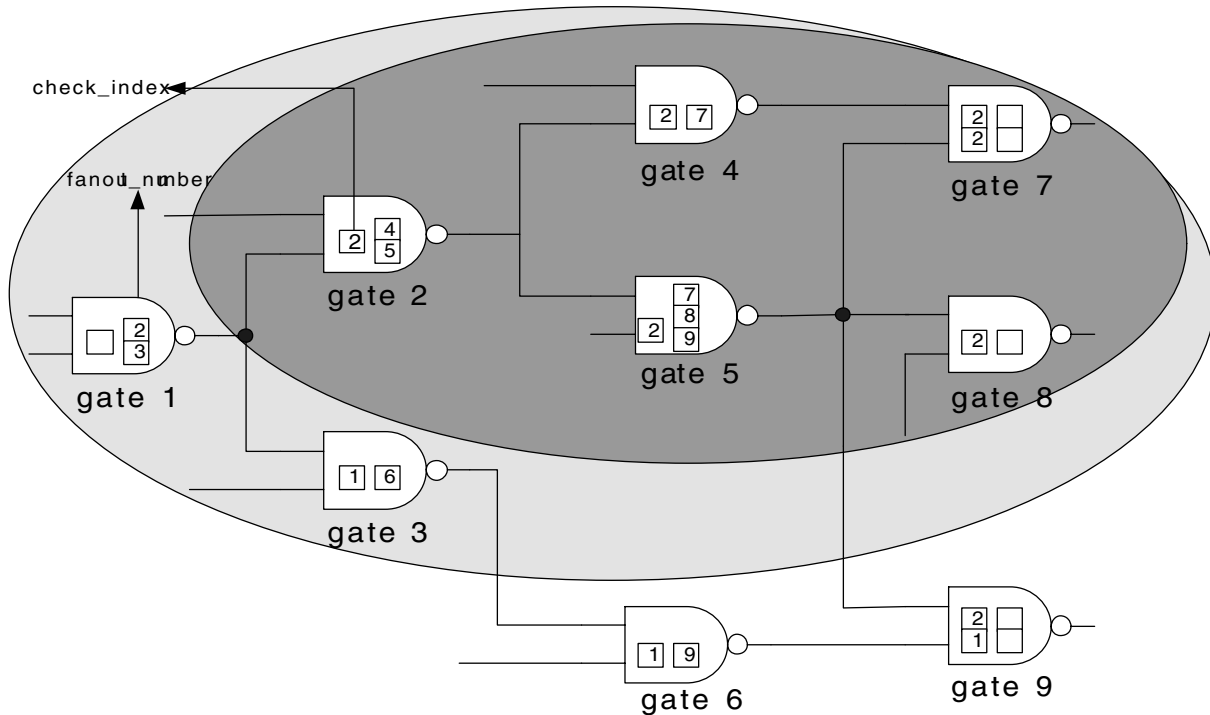 check_index
fanout_number
2 7
gate 4
2
2
gate 7
2
4
5
gate 2
2
3
gate 1
7
8
2
9
gate 5
2
gate 8
1 6
gate 3
1 9
gate 6
2
1
gate 9